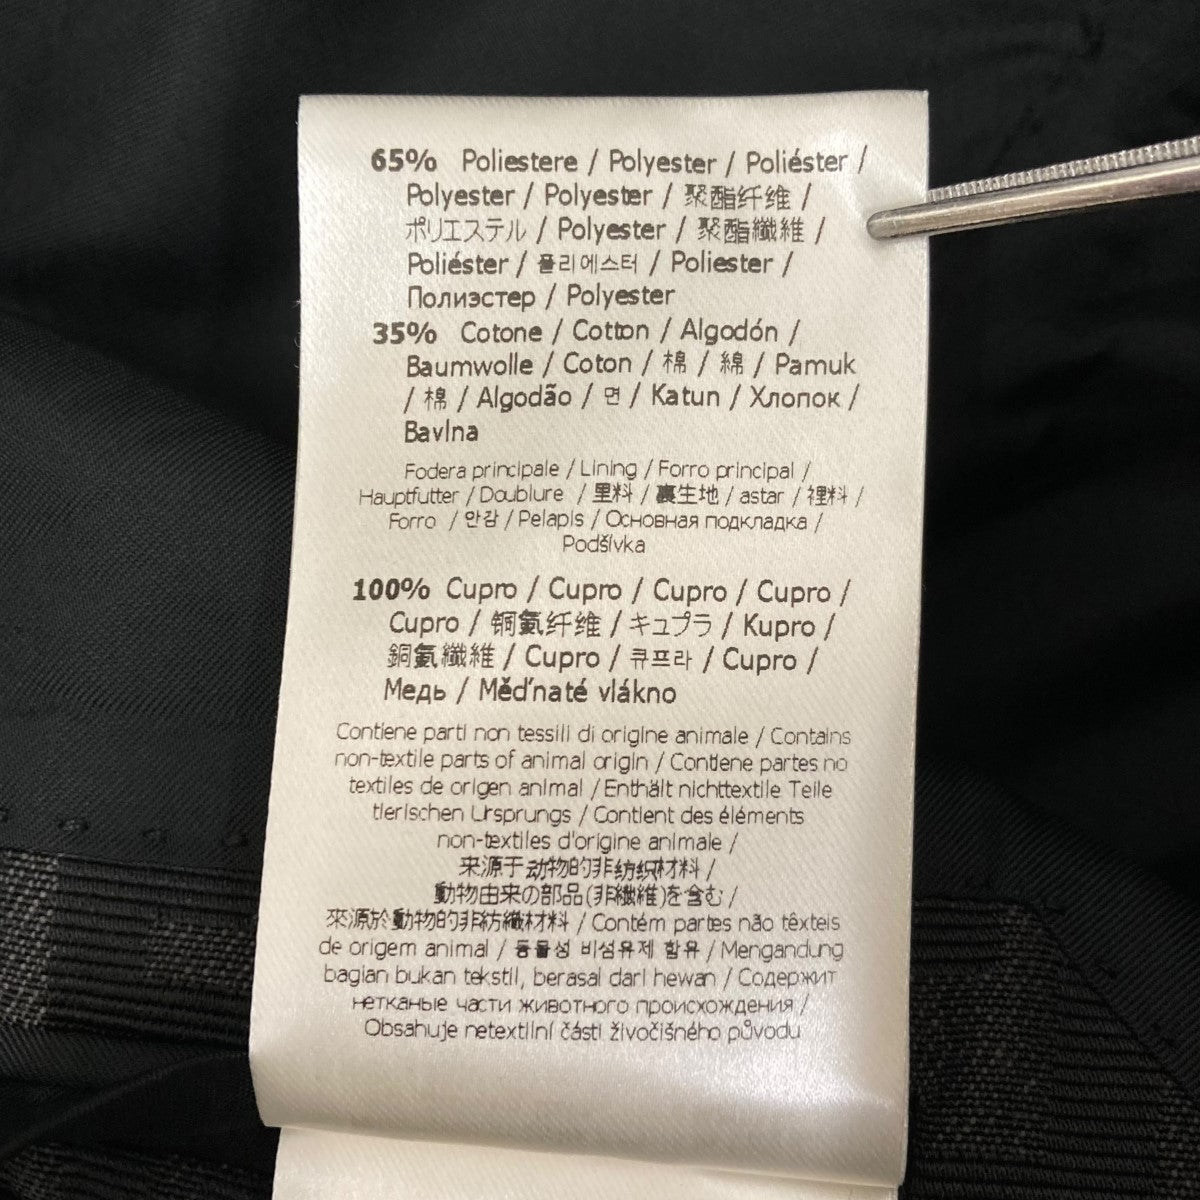 65% Poliestere / Polyester / Poliéster /
Polyester / Polyester / 聚酯纤维 /
ポリエステル / Polyester / 聚酯纖維 /
Poliéster / 폴리에스터 / Poliester /
Полиэстер / Polyester
35% Cotone / Cotton / Algodón /
Baumwolle / Coton / 棉 / 綿 / Pamuk
/ 棉 / Algodão / 면 / Katun / Хлопок /
Bavlna
Fodera principale / Lining / Forro principal /
Hauptfutter / Doublure / 里料 / 裏生地 / astar / 裡料 /
Forro / 안감 / Pelapis / Основная подкладка /
Podšívka
100% Cupro / Cupro / Cupro / Cupro /
Cupro / 铜氨纤维 / キュプラ / Kupro /
銅氨纖維 / Cupro / 큐프라 / Cupro /
Медь / Měďnaté vlákno
Contiene parti non tessili di origine animale / Contains
non-textile parts of animal origin / Contiene partes no
textiles de origen animal / Enthält nichttextile Teile
tierischen Ursprungs / Contient des éléments
non-textiles d'origine animale /
来源于动物的非纺织材料 /
動物由来の部品(非繊維)を含む /
來源於動物的非紡織材料 / Contém partes não têxteis
de origem animal / 동물성 비섬유제 함유 / Mengandung
bagian bukan tekstil, berasal dari hewan / Содержит
нетканые части животного происхождения /
Obsahuje netextilní části živočišného původu